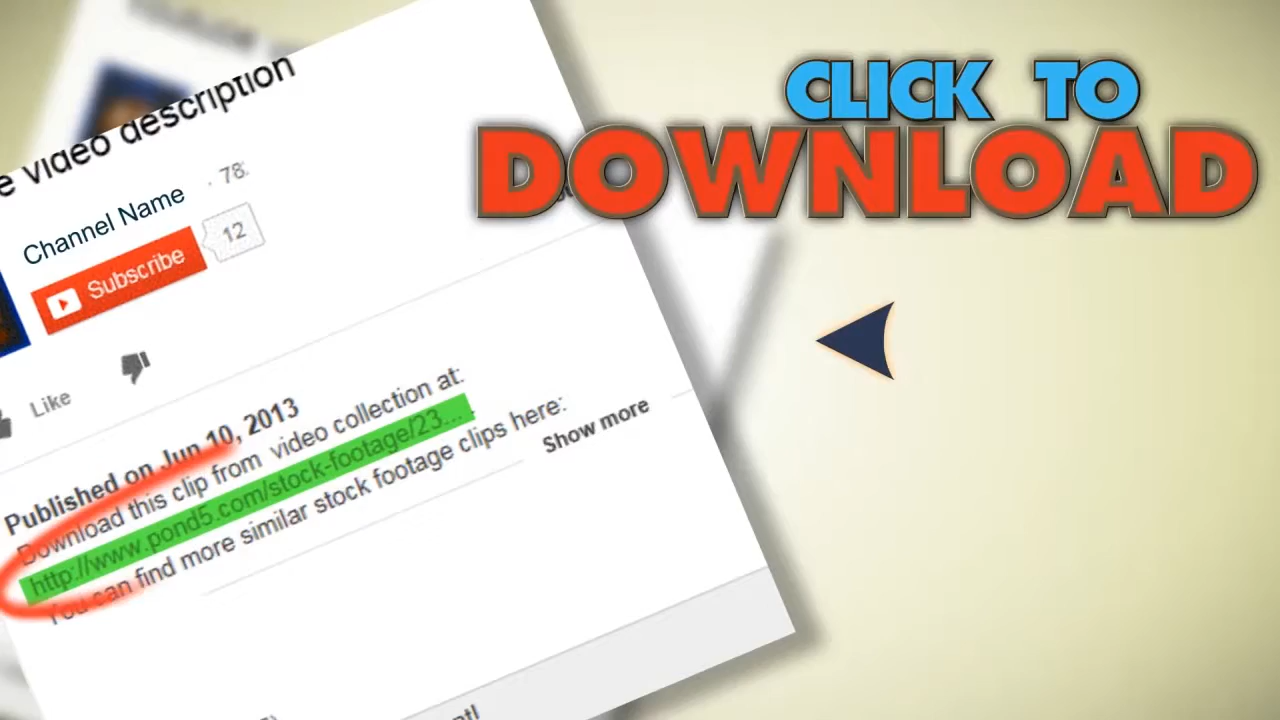 CLICK TO
DOWNLOAD
video description
Channel Name
Subscribe
12
Like
Published on Jun 10, 2013
Download this clip from video collection at:
http://www.pond5.com/stock-footage/23...
You can find more similar stock footage clips here:
Show more